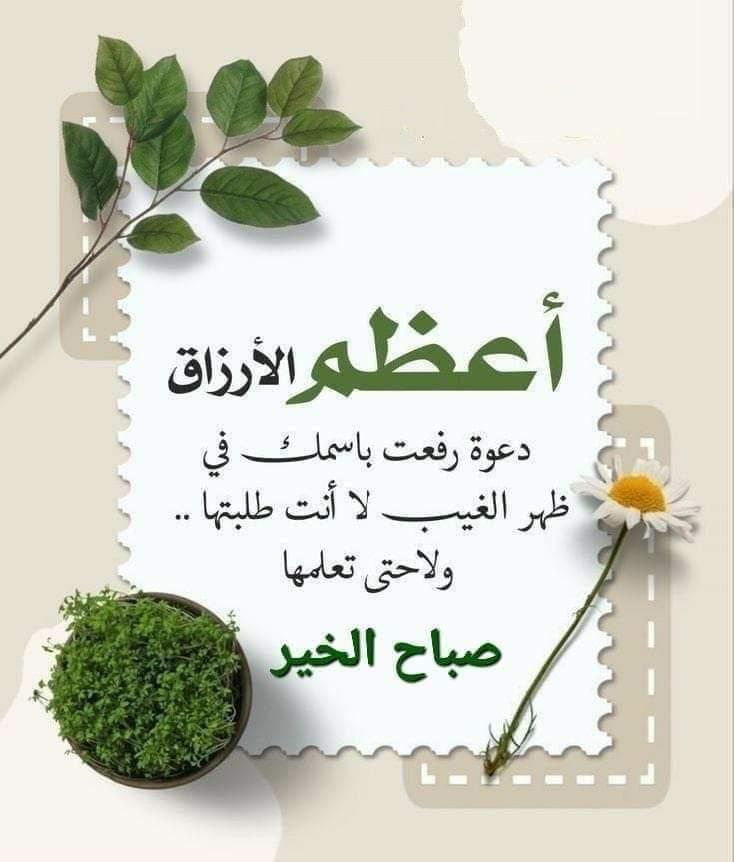 أعظم الأرزاق
دعوة رفعت باسمك في
ظهر الغيب لا أنت طلبتها ..
ولاحتى تعلمها
صباح الخير